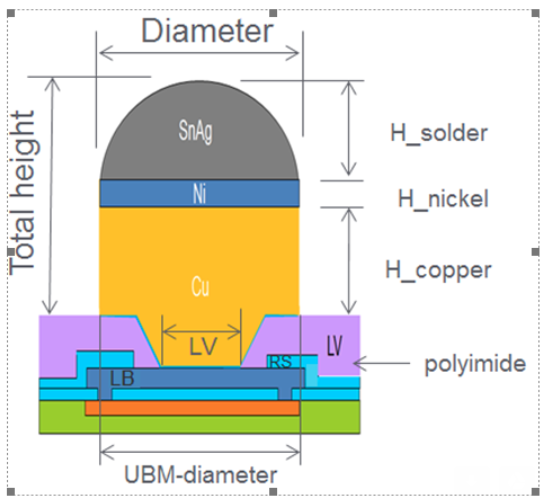 Diameter
Total height
SnAg
H_solder
Ni
H_nickel
Cu
H_copper
LV
LV
RS
polyimide
LB
UBM-diameter